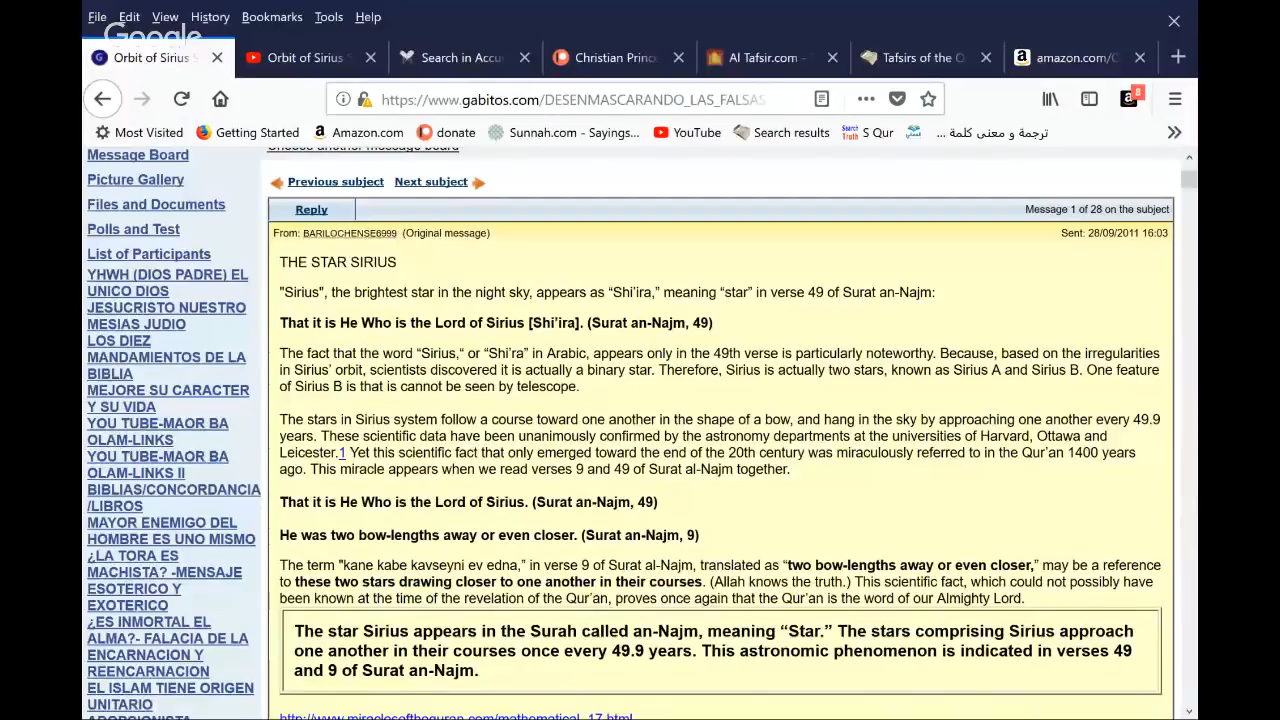 File Edit View History Bookmarks Tools Help
Google
Orbit of Sirius S
Orbit of Sirius S
Search in Accu
Christian Princ
Al Tafsir.com -
Tafsirs of the Q
amazon.com/C
https://www.gabitos.com/DESENMASCARANDO_LAS_FALSAS
8
Most Visited Getting Started Amazon.com donate Sunnah.com - Sayings... YouTube Search results S Qur ترجمة و معنى كلمة ...
Choose another message board
Message Board
Picture Gallery
Files and Documents
Polls and Test
List of Participants
YHWH (DIOS PADRE) EL
UNICO DIOS
JESUCRISTO NUESTRO
MESIAS JUDIO
LOS DIEZ
MANDAMIENTOS DE LA
BIBLIA
MEJORE SU CARACTER
Y SU VIDA
YOU TUBE-MAOR BA
OLAM-LINKS
YOU TUBE-MAOR BA
OLAM-LINKS II
BIBLIAS/CONCORDANCIA
/LIBROS
MAYOR ENEMIGO DEL
HOMBRE ES UNO MISMO
¿LA TORA ES
MACHISTA? -MENSAJE
ESOTERICO Y
EXOTERICO
¿ES INMORTAL EL
ALMA?- FALACIA DE LA
ENCARNACION Y
REENCARNACION
EL ISLAM TIENE ORIGEN
UNITARIO
ADOPCIONISTA
Previous subject Next subject
Reply
Message 1 of 28 on the subject
From: BARILOCHENSE6999 (Original message)
Sent: 28/09/2011 16:03
THE STAR SIRIUS
"Sirius", the brightest star in the night sky, appears as “Shi’ira,” meaning “star” in verse 49 of Surat an-Najm:
That it is He Who is the Lord of Sirius [Shi’ira]. (Surat an-Najm, 49)
The fact that the word “Sirius,“ or “Shi’ra” in Arabic, appears only in the 49th verse is particularly noteworthy. Because, based on the irregularities
in Sirius’ orbit, scientists discovered it is actually a binary star. Therefore, Sirius is actually two stars, known as Sirius A and Sirius B. One feature
of Sirius B is that is cannot be seen by telescope.
The stars in Sirius system follow a course toward one another in the shape of a bow, and hang in the sky by approaching one another every 49.9
years. These scientific data have been unanimously confirmed by the astronomy departments at the universities of Harvard, Ottawa and
Leicester.1 Yet this scientific fact that only emerged toward the end of the 20th century was miraculously referred to in the Qur’an 1400 years
ago. This miracle appears when we read verses 9 and 49 of Surat al-Najm together.
That it is He Who is the Lord of Sirius. (Surat an-Najm, 49)
He was two bow-lengths away or even closer. (Surat an-Najm, 9)
The term "kane kabe kavseyni ev edna,” in verse 9 of Surat al-Najm, translated as “two bow-lengths away or even closer,” may be a reference
to these two stars drawing closer to one another in their courses. (Allah knows the truth.) This scientific fact, which could not possibly have
been known at the time of the revelation of the Qur’an, proves once again that the Qur’an is the word of our Almighty Lord.
The star Sirius appears in the Surah called an-Najm, meaning “Star.” The stars comprising Sirius approach
one another in their courses once every 49.9 years. This astronomic phenomenon is indicated in verses 49
and 9 of Surat an-Najm.
http://www.miraclesofthequran.com/mathematical_17.html